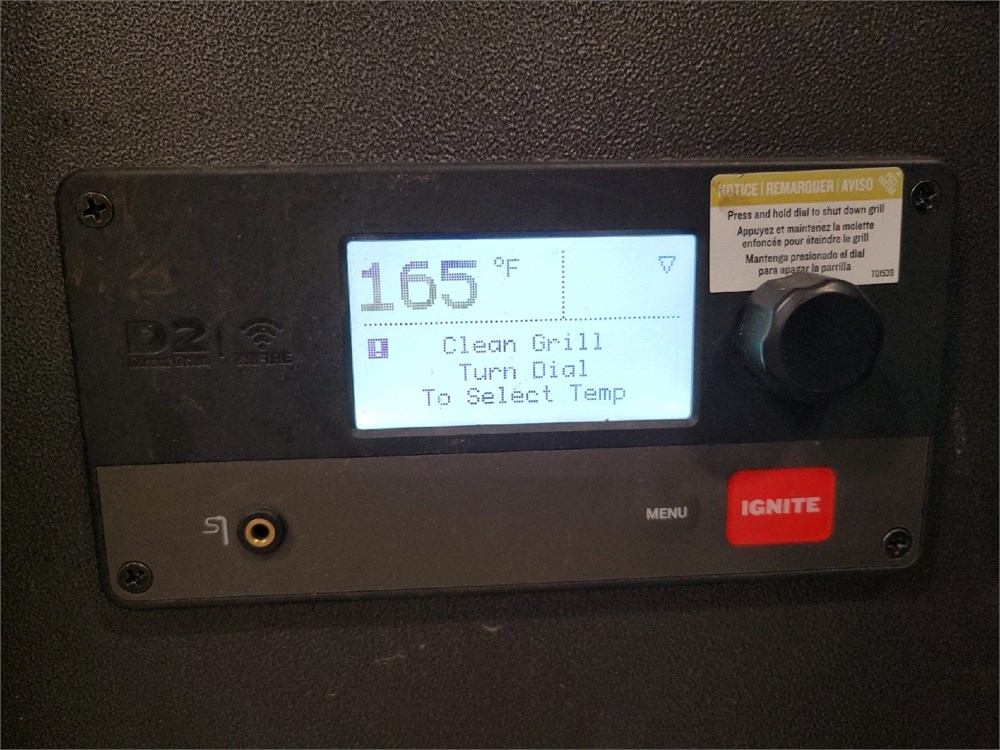 NOTICE | REMARQUER | AVISO
Press and hold dial to shut down grill
Appuyez et maintenez la molette
enfoncée pour éteindre le grill
Mantenga presionado el dial
para apagar la parrilla
165 °F
Clean Grill
Turn Dial
To Select Temp
D2
WiFIRE
MENU
IGNITE